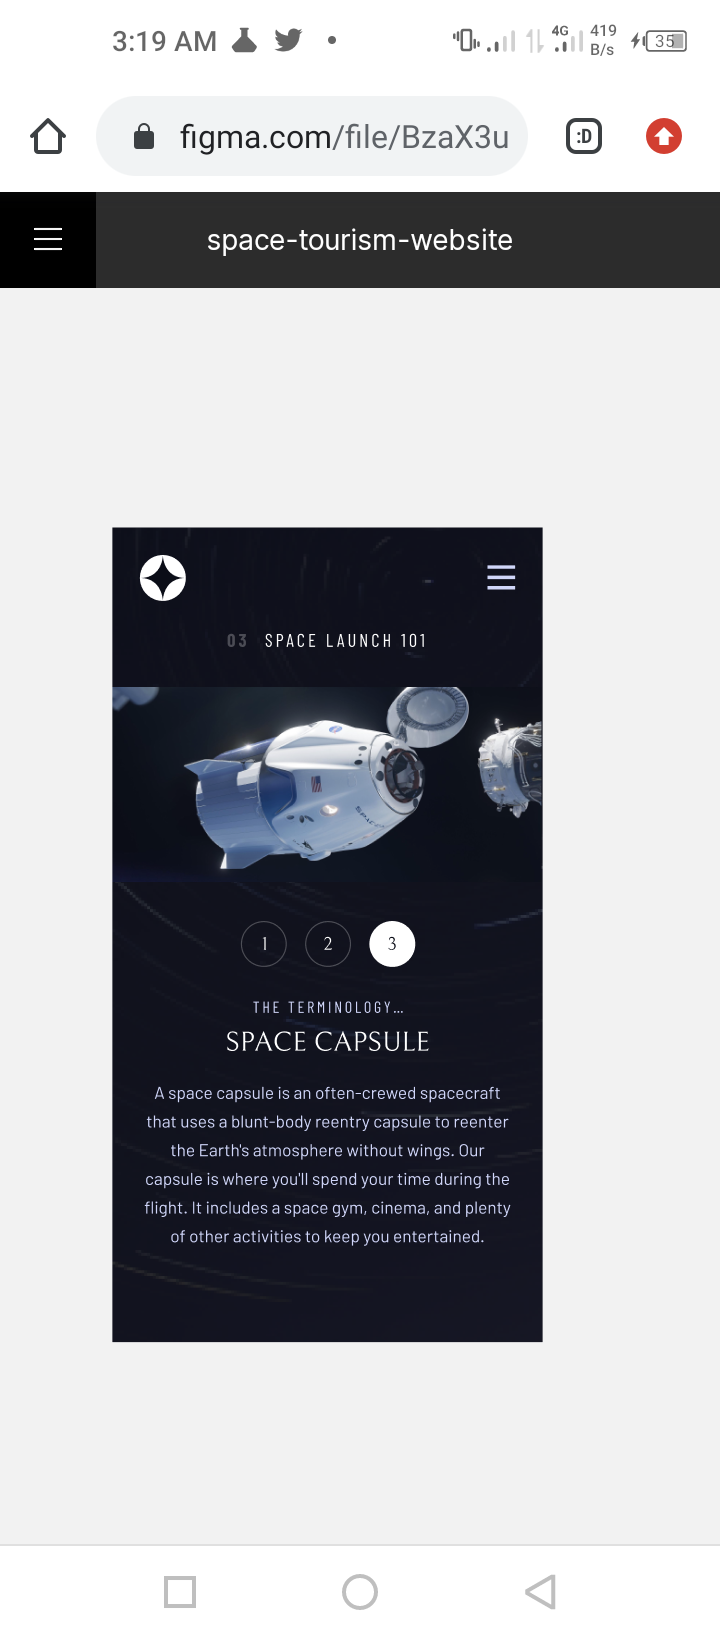 3:19 AM
4G
419
B/s
35
figma.com/file/BzaX3u
:D
space-tourism-website
03 SPACE LAUNCH 101
1 2 3
THE TERMINOLOGY...
SPACE CAPSULE
A space capsule is an often-crewed spacecraft
that uses a blunt-body reentry capsule to reenter
the Earth's atmosphere without wings. Our
capsule is where you'll spend your time during the
flight. It includes a space gym, cinema, and plenty
of other activities to keep you entertained.